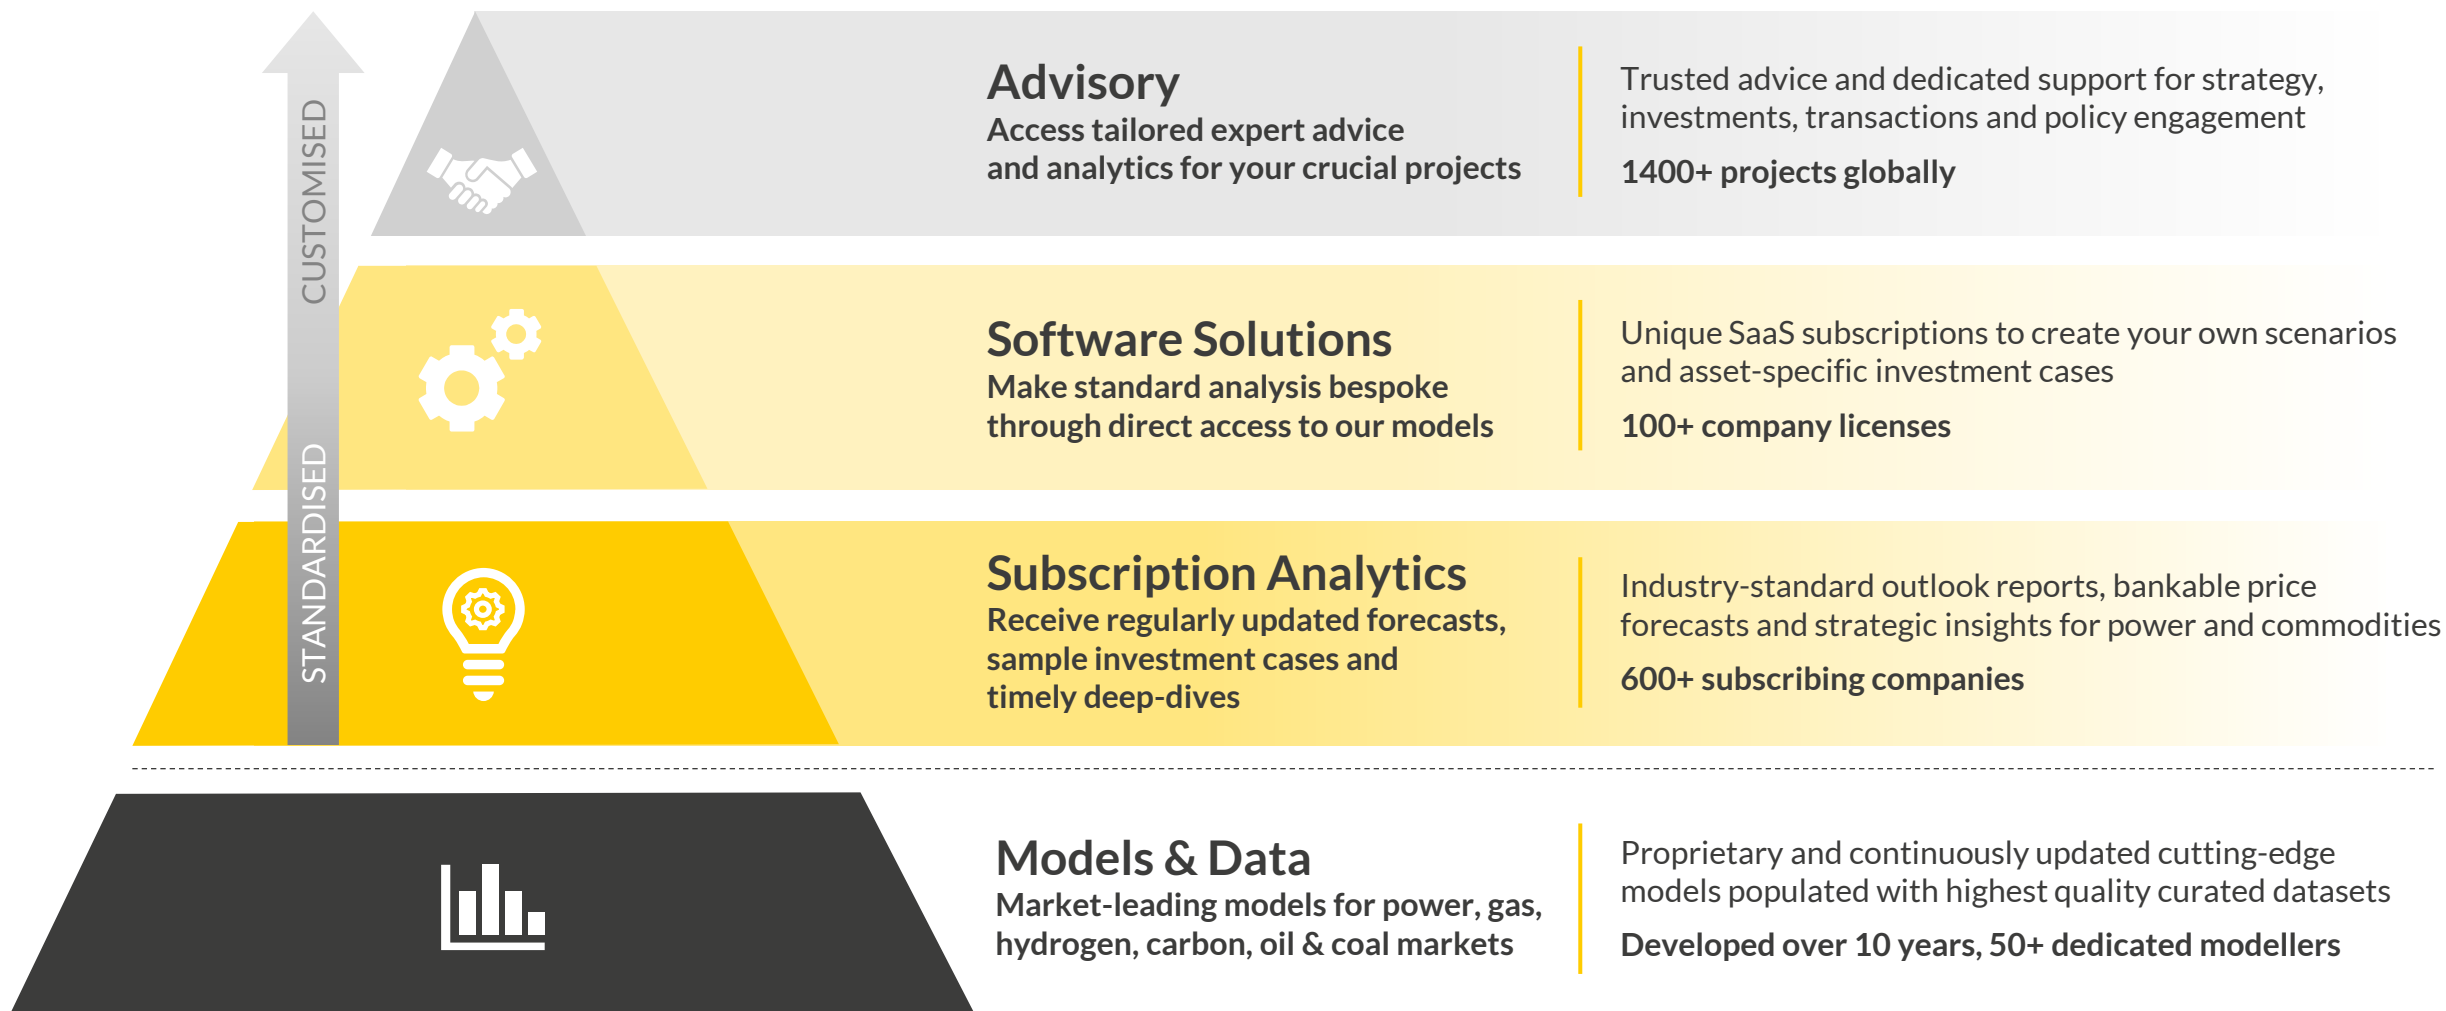 CUSTOMISED
STANDARDISED
Advisory
Access tailored expert advice
and analytics for your crucial projects
Trusted advice and dedicated support for strategy,
investments, transactions and policy engagement
1400+ projects globally
Software Solutions
Make standard analysis bespoke
through direct access to our models
Unique SaaS subscriptions to create your own scenarios
and asset-specific investment cases
100+ company licenses
Subscription Analytics
Receive regularly updated forecasts,
sample investment cases and
timely deep-dives
Industry-standard outlook reports, bankable price
forecasts and strategic insights for power and commodities
600+ subscribing companies
Models & Data
Market-leading models for power, gas,
hydrogen, carbon, oil & coal markets
Proprietary and continuously updated cutting-edge
models populated with highest quality curated datasets
Developed over 10 years, 50+ dedicated modellers